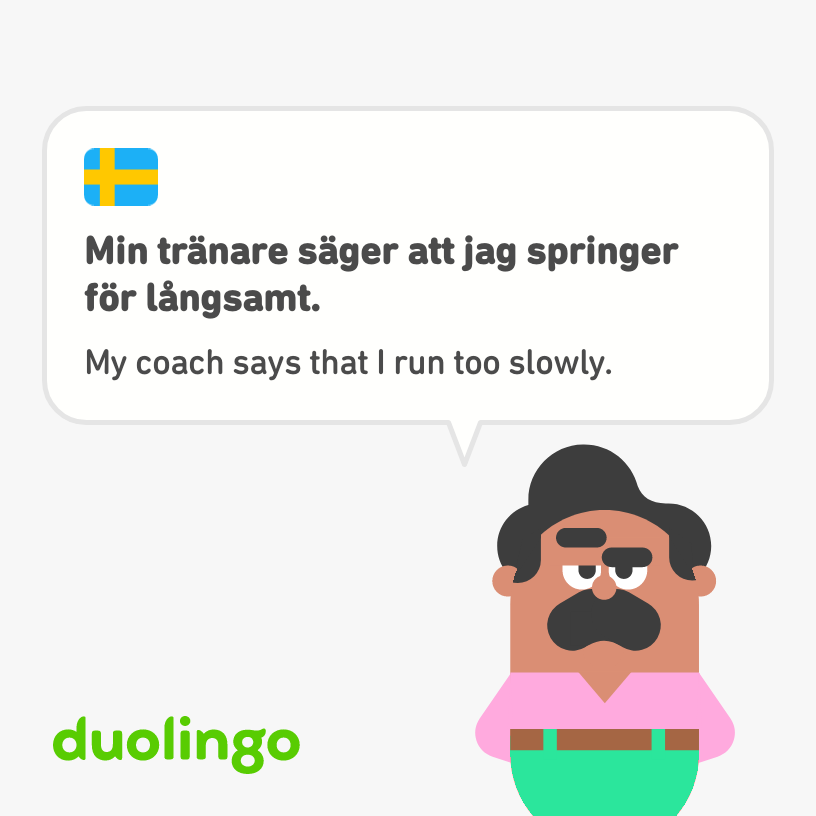 Min tränare säger att jag springer
för långsamt.
My coach says that I run too slowly.
duolingo